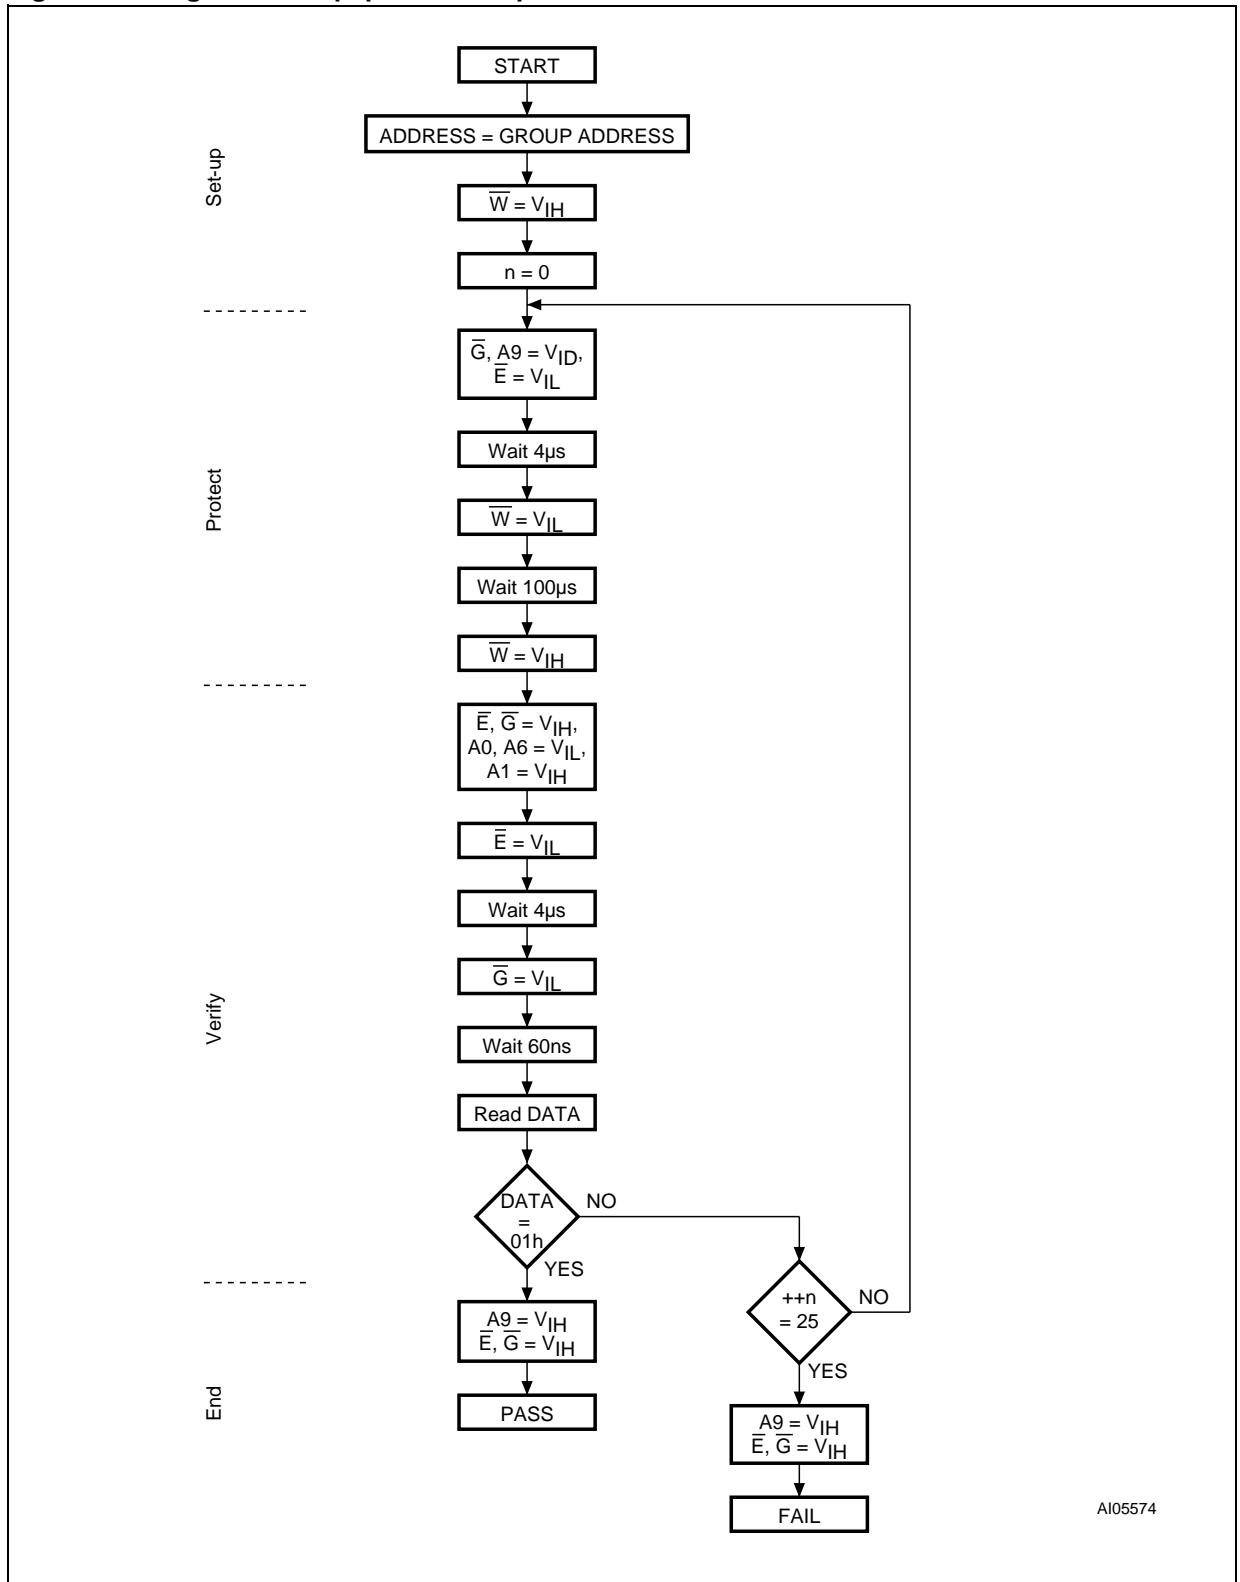 START
ADDRESS = GROUP ADDRESS
Set-up
W̅ = VIH
n = 0
G̅, A9 = VID,
E̅ = VIL
Wait 4µs
Protect
W̅ = VIL
Wait 100µs
W̅ = VIH
E̅, G̅ = VIH,
A0, A6 = VIL,
A1 = VIH
E̅ = VIL
Wait 4µs
G̅ = VIL
Verify
Wait 60ns
Read DATA
DATA
=
01h
NO
YES
++n
= 25
NO
YES
A9 = VIH
E̅, G̅ = VIH
End
PASS
A9 = VIH
E̅, G̅ = VIH
FAIL
AI05574